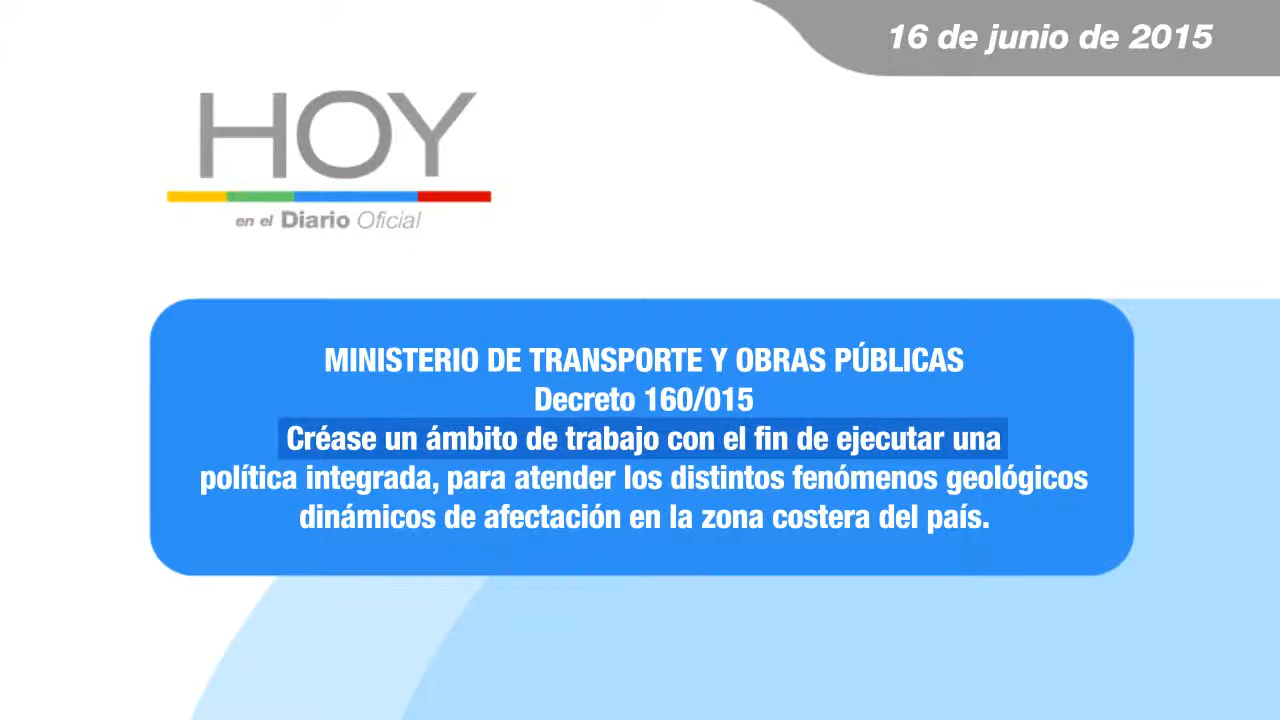 16 de junio de 2015
HOY
en el Diario Oficial
MINISTERIO DE TRANSPORTE Y OBRAS PÚBLICAS
Decreto 160/015
Créase un ámbito de trabajo con el fin de ejecutar una
política integrada, para atender los distintos fenómenos geológicos
dinámicos de afectación en la zona costera del país.